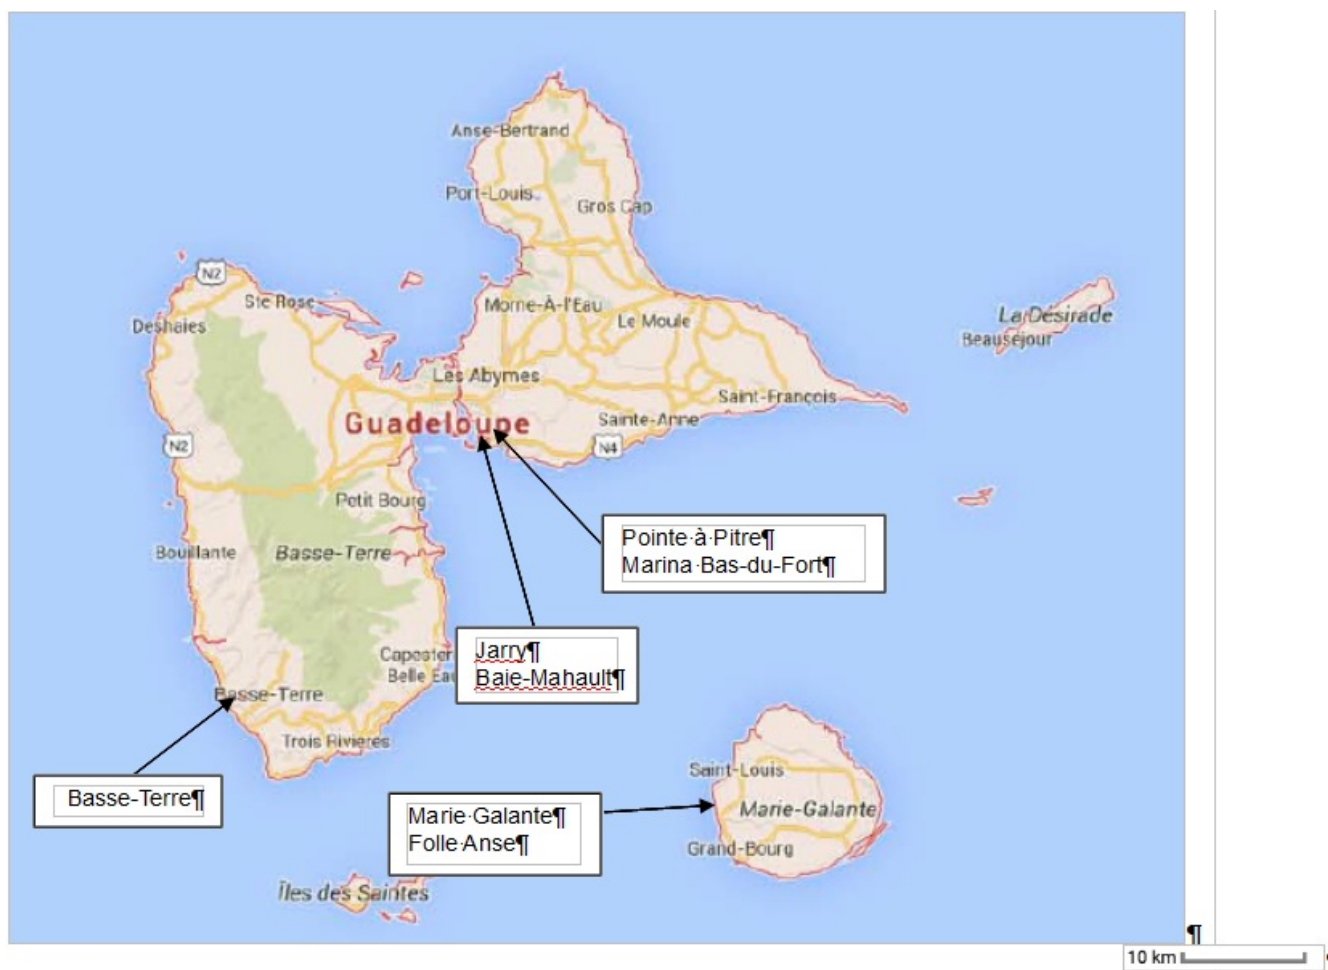 Anse-Bertrand
Port-Louis
Gros Cap
N2
Ste Rose
Deshaies
Morne-À-l'Eau
Le Moule
La Désirade
Beauséjour
Les Abymes
Saint-François
Guadeloupe
Sainte-Anne
N2
N4
Petit Bourg
Pointe·à·Pitre¶
Marina·Bas-du-Fort¶
Bouillante
Basse-Terre
Jarry¶
Baie-Mahault¶
Capester
Belle Eau
Basse-Terre
Trois Rivieres
Saint-Louis
Basse-Terre¶
Marie·Galante¶
Folle·Anse¶
Marie-Galante
Grand-Bourg
Îles des Saintes
¶
10 km